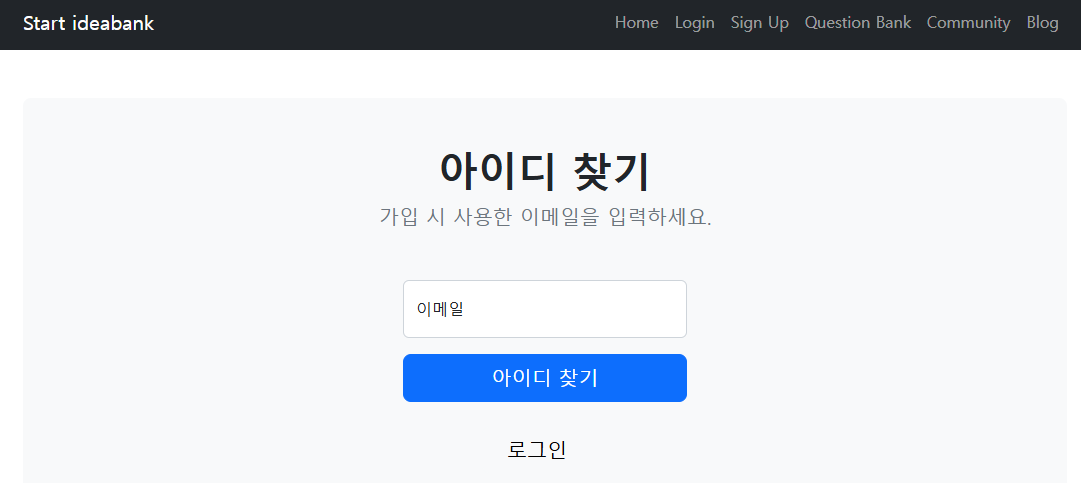 Start ideabank Home Login Sign Up Question Bank Community Blog
아이디 찾기
가입 시 사용한 이메일을 입력하세요.
이메일
아이디 찾기
로그인